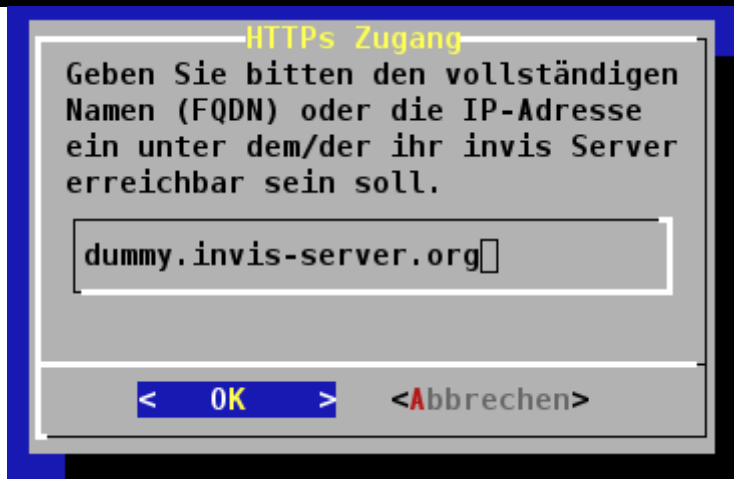 HTTPs Zugang
Geben Sie bitten den vollständigen
Namen (FQDN) oder die IP-Adresse
ein unter dem/der ihr invis Server
erreichbar sein soll.
dummy.invis-server.org
< OK > <Abbrechen>